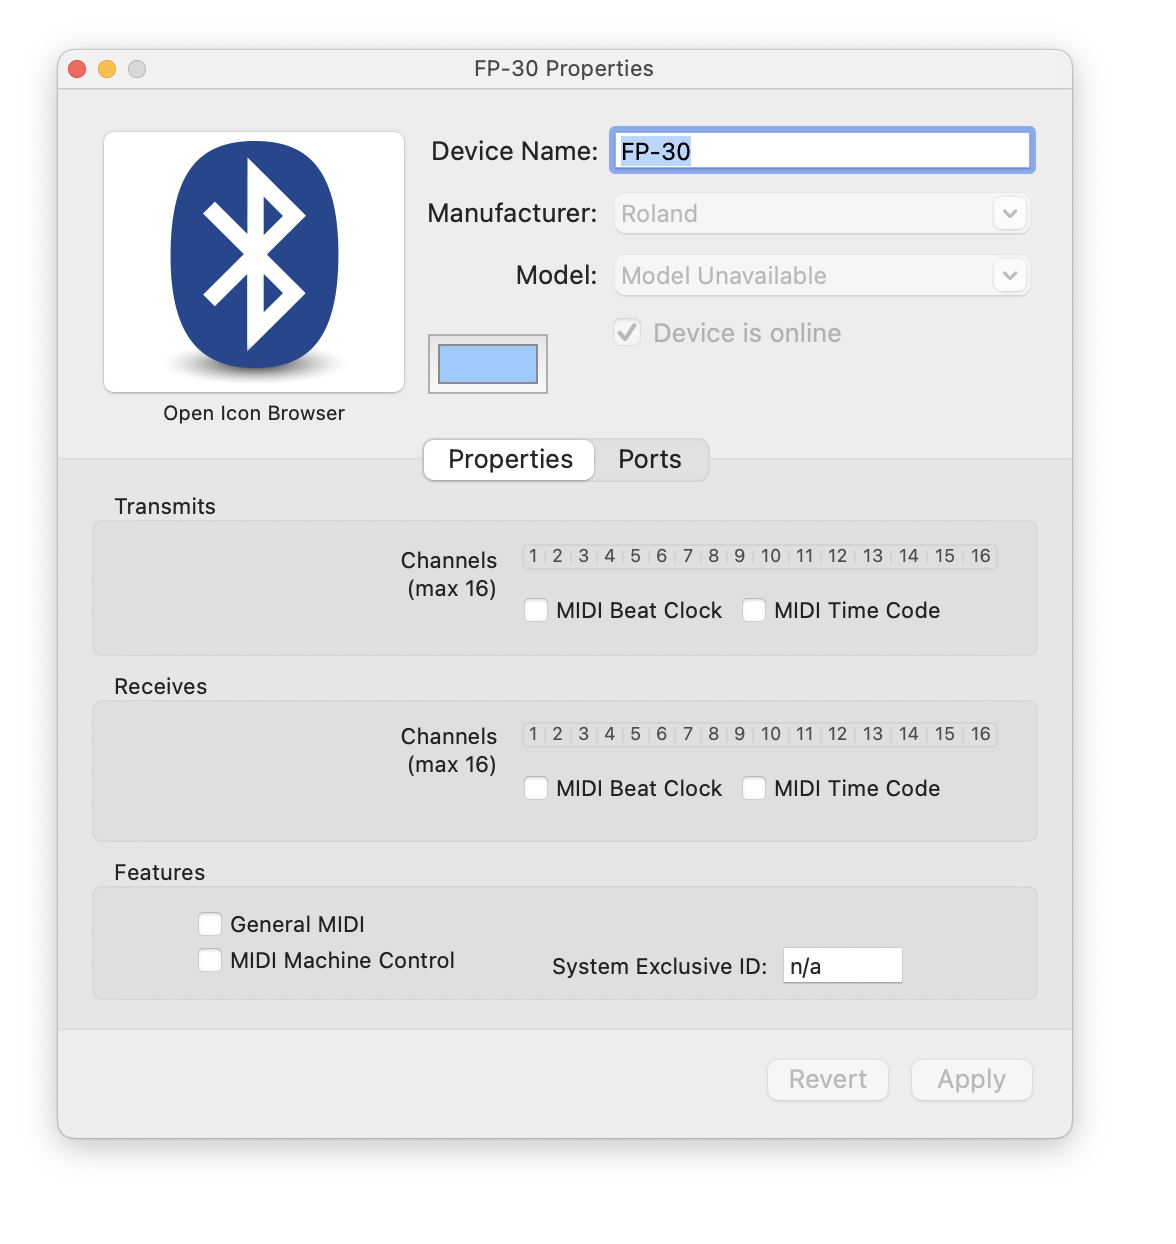 FP-30 Properties
Device Name: FP-30
Manufacturer: Roland
Model: Model Unavailable
Device is online
Open Icon Browser
Properties Ports
Transmits
Channels
(max 16)
1 2 3 4 5 6 7 8 9 10 11 12 13 14 15 16
MIDI Beat Clock MIDI Time Code
Receives
Channels
(max 16)
1 2 3 4 5 6 7 8 9 10 11 12 13 14 15 16
MIDI Beat Clock MIDI Time Code
Features
General MIDI
MIDI Machine Control
System Exclusive ID: n/a
Revert Apply